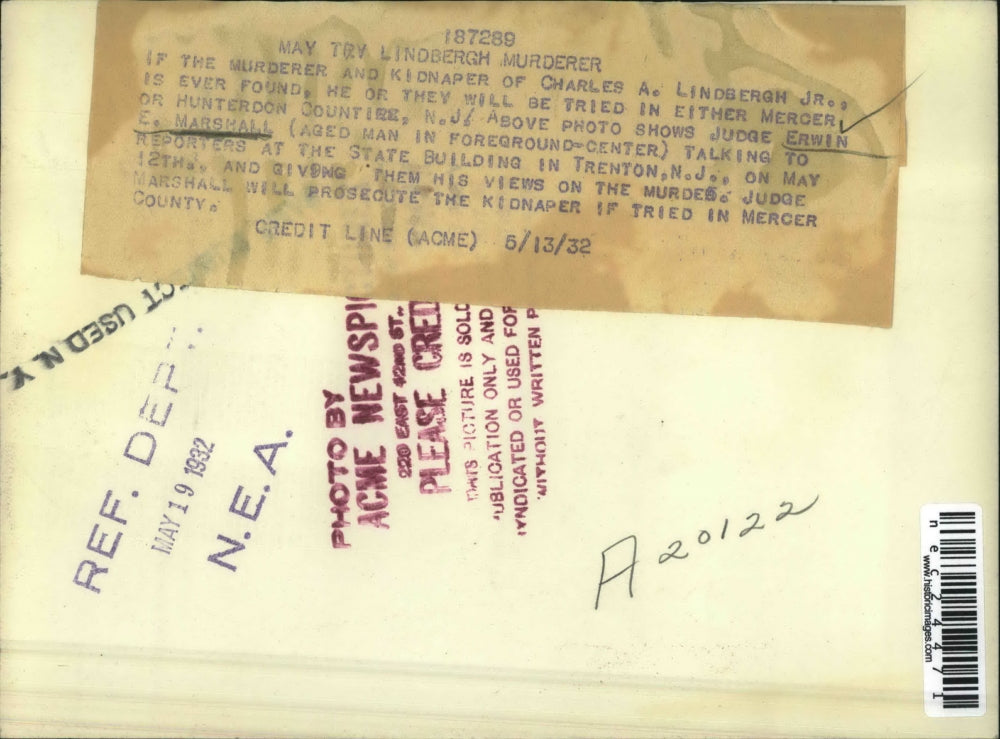 187289
MAY TRY LINDBERGH MURDERER
IF THE MURDERER AND KIDNAPER OF CHARLES A. LINDBERGH JR.,
IS EVER FOUND, HE OR THEY WILL BE TRIED IN EITHER MERCER
OR HUNTERDON COUNTIES, N.J. ABOVE PHOTO SHOWS JUDGE ERWIN
E. MARSHALL (AGED MAN IN FOREGROUND-CENTER) TALKING TO
REPORTERS AT THE STATE BUILDING IN TRENTON, N.J., ON MAY
12TH., AND GIVING THEM HIS VIEWS ON THE MURDER. JUDGE
MARSHALL WILL PROSECUTE THE KIDNAPER IF TRIED IN MERCER
COUNTY.
CREDIT LINE (ACME) 5/13/32
CT USED N.Y.
REF. DEPT.
MAY 19 1932
N.E.A.
PHOTO BY
ACME NEWSPI
220 EAST 42ND ST.,
PLEASE CRED
THIS PICTURE IS SOLD
UBLICATION ONLY AND
YNDICATED OR USED FOR
WITHOUT WRITTEN P
A20122
nec24471
www.historicimages.com